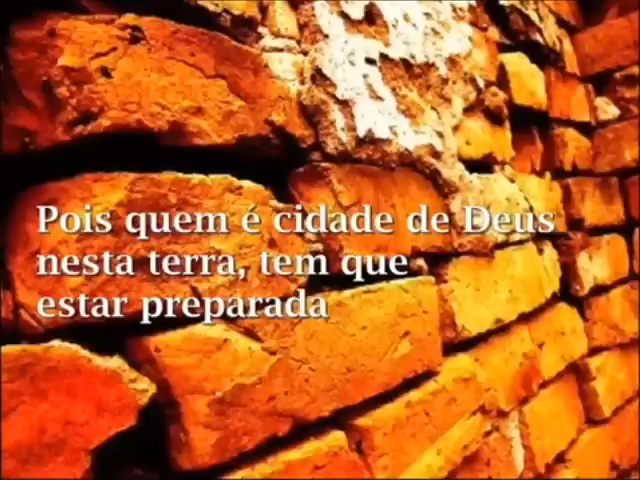 Pois quem é cidade de Deus
nesta terra, tem que
estar preparada